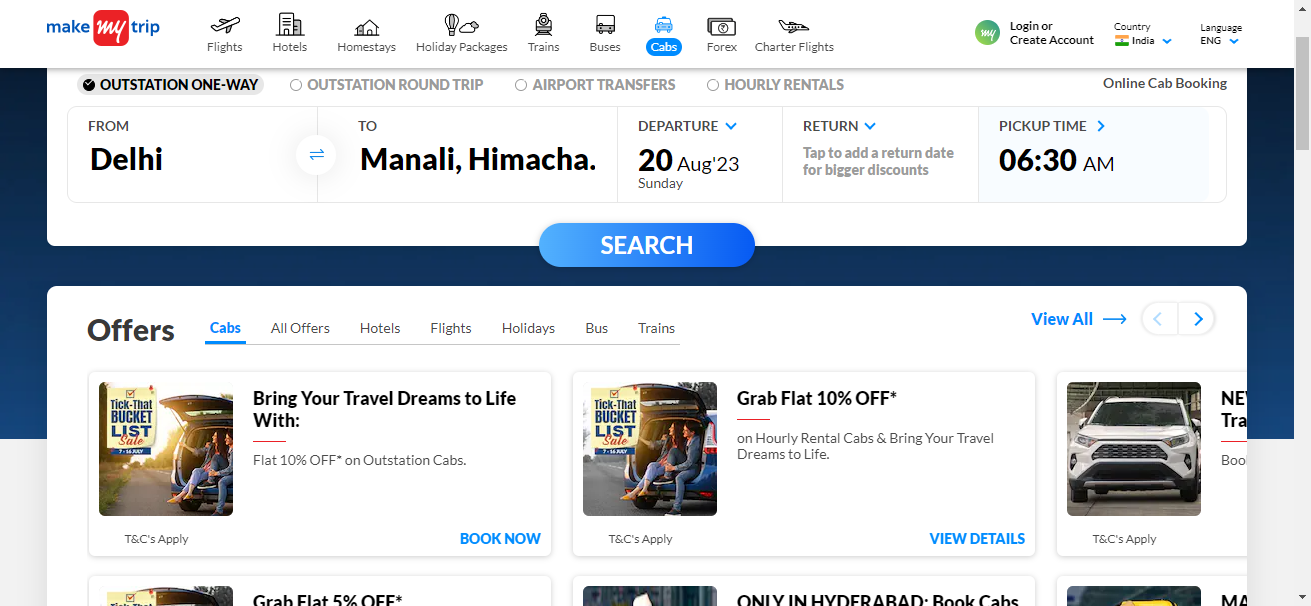 make my trip
Flights
Hotels
Homestays
Holiday Packages
Trains
Buses
Cabs
Forex
Charter Flights
my
Login or
Create Account
Country
India
Language
ENG
OUTSTATION ONE-WAY
OUTSTATION ROUND TRIP
AIRPORT TRANSFERS
HOURLY RENTALS
Online Cab Booking
FROM
Delhi
TO
Manali, Himacha.
DEPARTURE
20 Aug'23
Sunday
RETURN
Tap to add a return date
for bigger discounts
PICKUP TIME
06:30 AM
SEARCH
Offers
Cabs
All Offers
Hotels
Flights
Holidays
Bus
Trains
View All
TICK-THAT
BUCKET
LIST
Sale
7 - 16 JULY
Bring Your Travel Dreams to Life
With:
Flat 10% OFF* on Outstation Cabs.
T&C's Apply
BOOK NOW
TICK-THAT
BUCKET
LIST
Sale
7 - 16 JULY
Grab Flat 10% OFF*
on Hourly Rental Cabs & Bring Your Travel
Dreams to Life.
T&C's Apply
VIEW DETAILS
NE
Tra
Boo
T&C's Apply
Grab Flat 5% OFF*
ONLY IN HYDERABAD: Book Cabs
MA